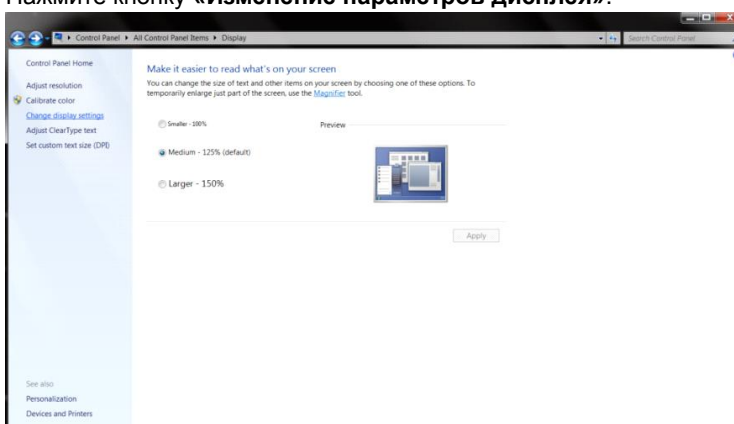 Нажмите кнопку «Изменение параметров дисплея».
Control Panel ▸ All Control Panel Items ▸ Display
Search Control Panel
Control Panel Home
Adjust resolution
Calibrate color
Change display settings
Adjust ClearType text
Set custom text size (DPI)
See also
Personalization
Devices and Printers
Make it easier to read what's on your screen
You can change the size of text and other items on your screen by choosing one of these options. To
temporarily enlarge just part of the screen, use the Magnifier tool.
Smaller - 100%
Preview
Medium - 125% (default)
Larger - 150%
Apply